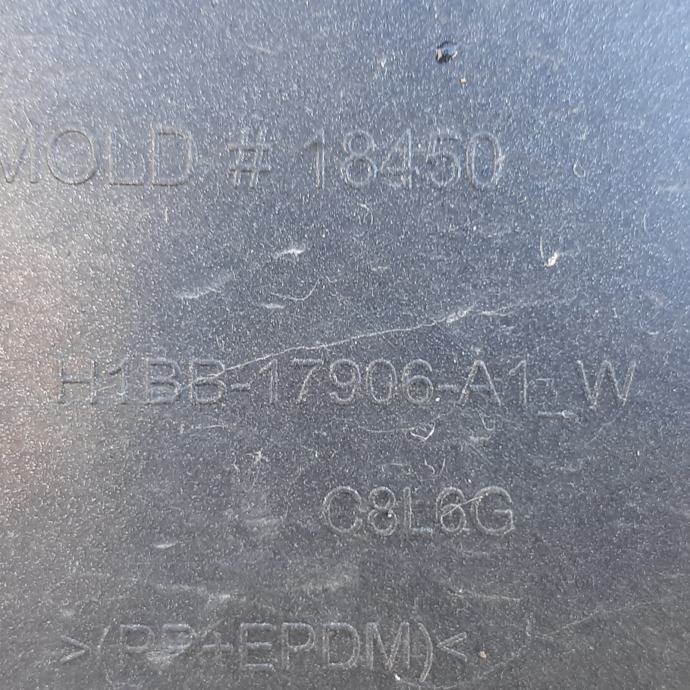 MOLD # 18450
H1BB-17906-A1_W
C8L6G
>(PP+EPDM)<